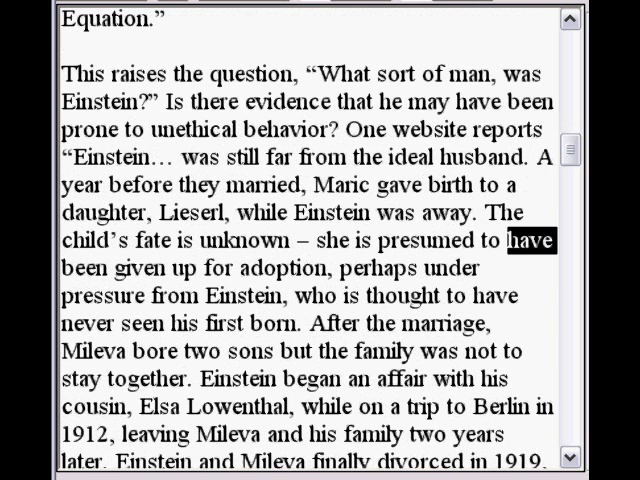 Equation.”
This raises the question, “What sort of man, was
Einstein?” Is there evidence that he may have been
prone to unethical behavior? One website reports
“Einstein… was still far from the ideal husband. A
year before they married, Maric gave birth to a
daughter, Lieserl, while Einstein was away. The
child’s fate is unknown – she is presumed to have
been given up for adoption, perhaps under
pressure from Einstein, who is thought to have
never seen his first born. After the marriage,
Mileva bore two sons but the family was not to
stay together. Einstein began an affair with his
cousin, Elsa Lowenthal, while on a trip to Berlin in
1912, leaving Mileva and his family two years
later. Einstein and Mileva finally divorced in 1919,